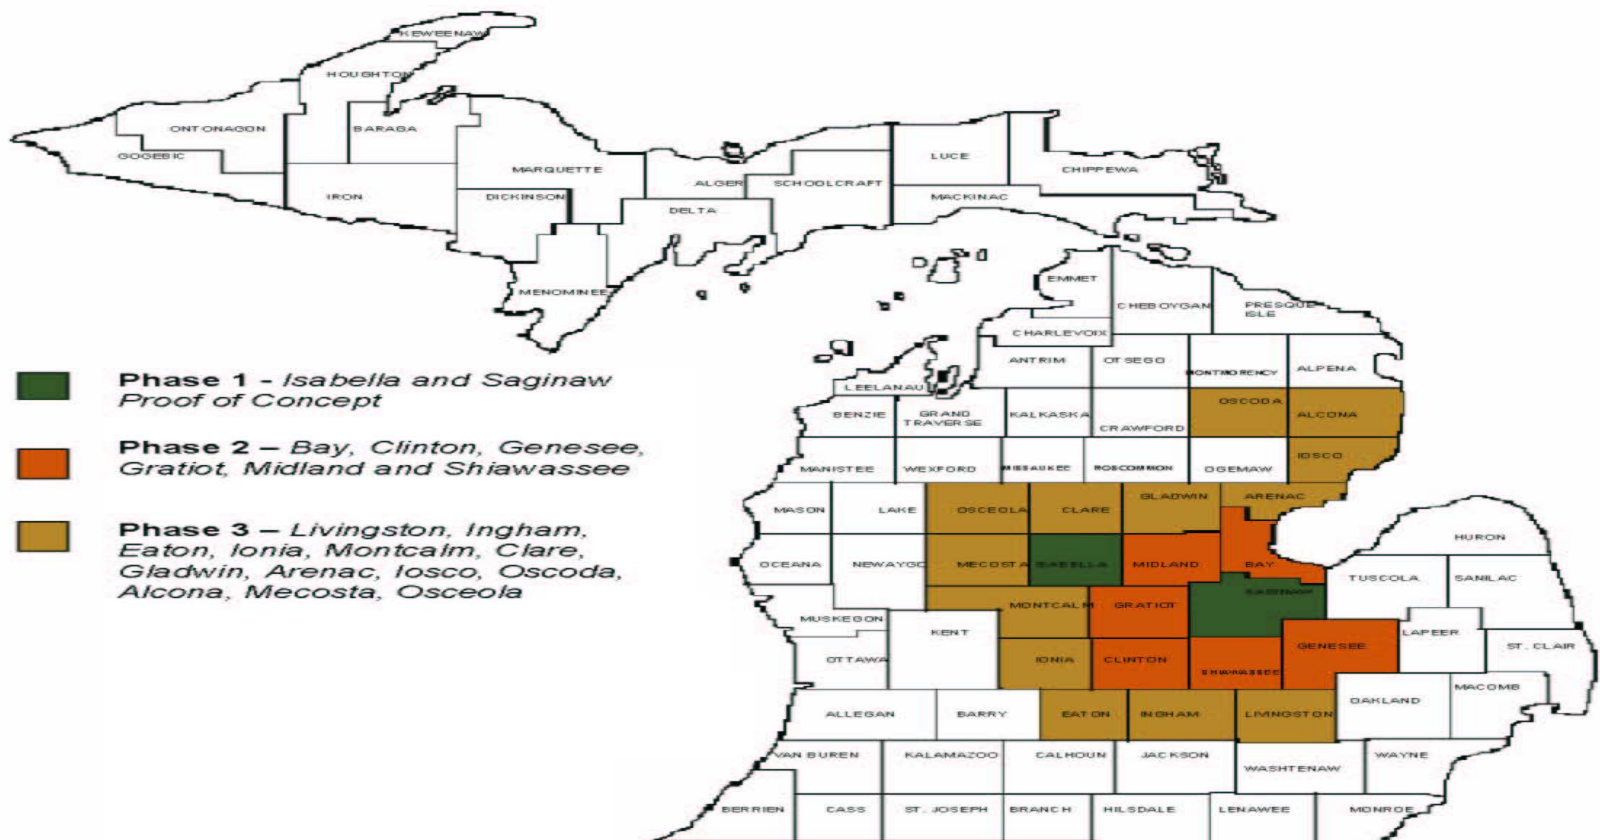 KEWEENAW
HOUGHTON
ONTONAGON
BARAGA
GOGEBIC
LUCE
MARQUETTE
CHIPPEWA
ALGER
SCHOOLCRAFT
IRON
DICKINSON
MACKINAC
DELTA
EMMET
MENOMINEE
CHEBOYGAN
PRESQUE
ISLE
CHARLEVOIX
ANTRIM
OTSEGO
MONTMORENCY
ALPENA
Phase 1 - Isabella and Saginaw
Proof of Concept
LEELANAU
OSCODA
BENZIE
GRAND
TRAVERSE
KALKASKA
CRAWFORD
ALCONA
Phase 2 – Bay, Clinton, Genesee,
Gratiot, Midland and Shiawassee
MANISTEE
WEXFORD
MISSAUKEE
ROSCOMMON
OGEMAW
IOSCO
MASON
LAKE
OSCEOLA
CLARE
GLADWIN
ARENAC
Phase 3 – Livingston, Ingham,
Eaton, Ionia, Montcalm, Clare,
Gladwin, Arenac, Iosco, Oscoda,
Alcona, Mecosta, Osceola
HURON
OCEANA
NEWAYGO
MECOSTA
ISABELLA
MIDLAND
BAY
TUSCOLA
SANILAC
SAGINAW
MUSKEGON
MONTCALM
GRATIOT
KENT
LAPEER
GENESEE
ST. CLAIR
OTTAWA
IONIA
CLINTON
SHIAWASSEE
MACOMB
OAKLAND
ALLEGAN
BARRY
EATON
INGHAM
LIVINGSTON
VAN BUREN
KALAMAZOO
CALHOUN
JACKSON
WASHTENAW
WAYNE
BERRIEN
CASS
ST. JOSEPH
BRANCH
HILSDALE
LENAWEE
MONROE